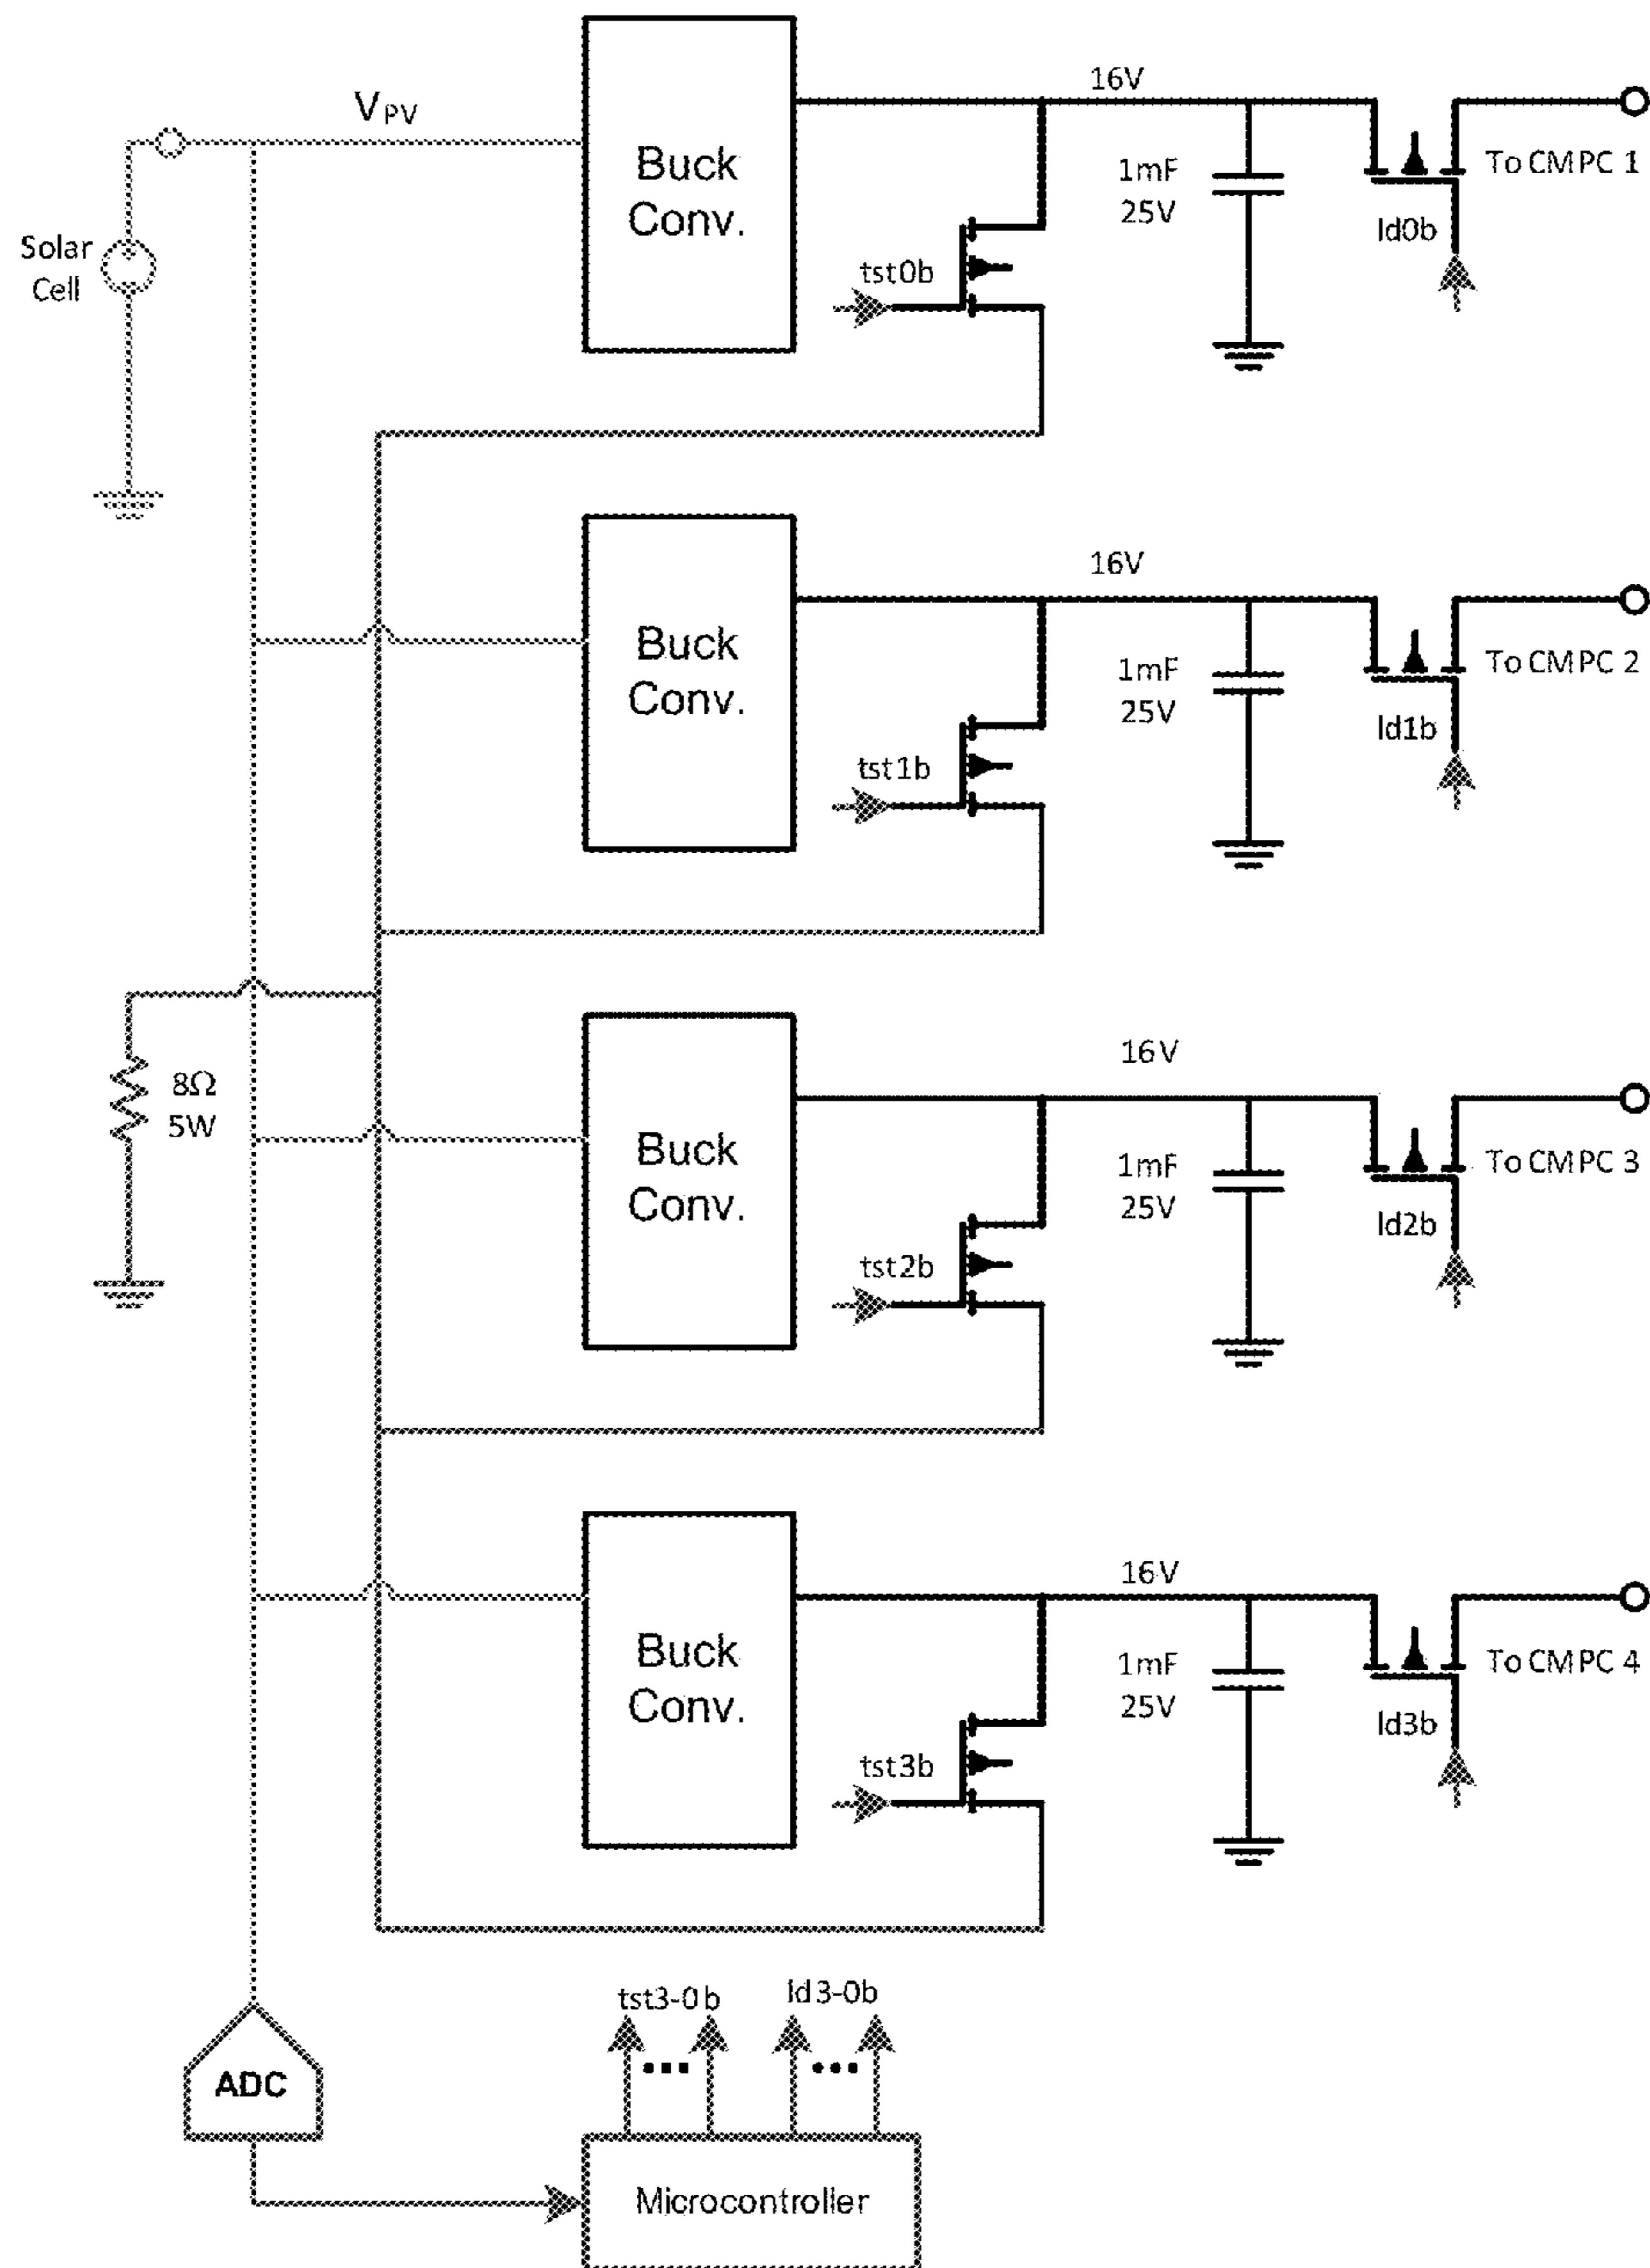 V PV
Solar
Cell
Buck
Conv.
16V
1mF
25V
tst0b
ld0b
To CMPC 1
Buck
Conv.
16V
1mF
25V
tst1b
ld1b
To CMPC 2
8Ω
5W
Buck
Conv.
16V
1mF
25V
tst2b
ld2b
To CMPC 3
Buck
Conv.
16V
1mF
25V
tst3b
ld3b
To CMPC 4
tst3-0b
ld3-0b
ADC
Microcontroller